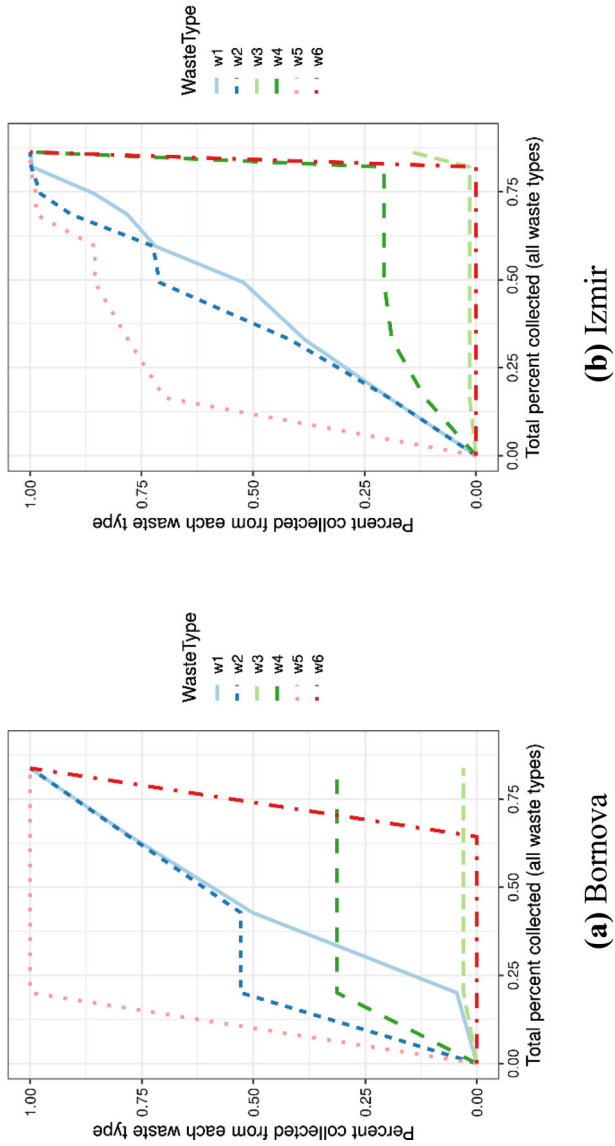 Percent collected from each waste type
1.00
0.75
0.50
0.25
0.00
0.00
0.25
0.50
0.75
Total percent collected (all waste types)
WasteType
w1
w2
w3
w4
w5
w6
(a) Bornova
Percent collected from each waste type
1.00
0.75
0.50
0.25
0.00
0.00
0.25
0.50
0.75
Total percent collected (all waste types)
WasteType
w1
w2
w3
w4
w5
w6
(b) Izmir